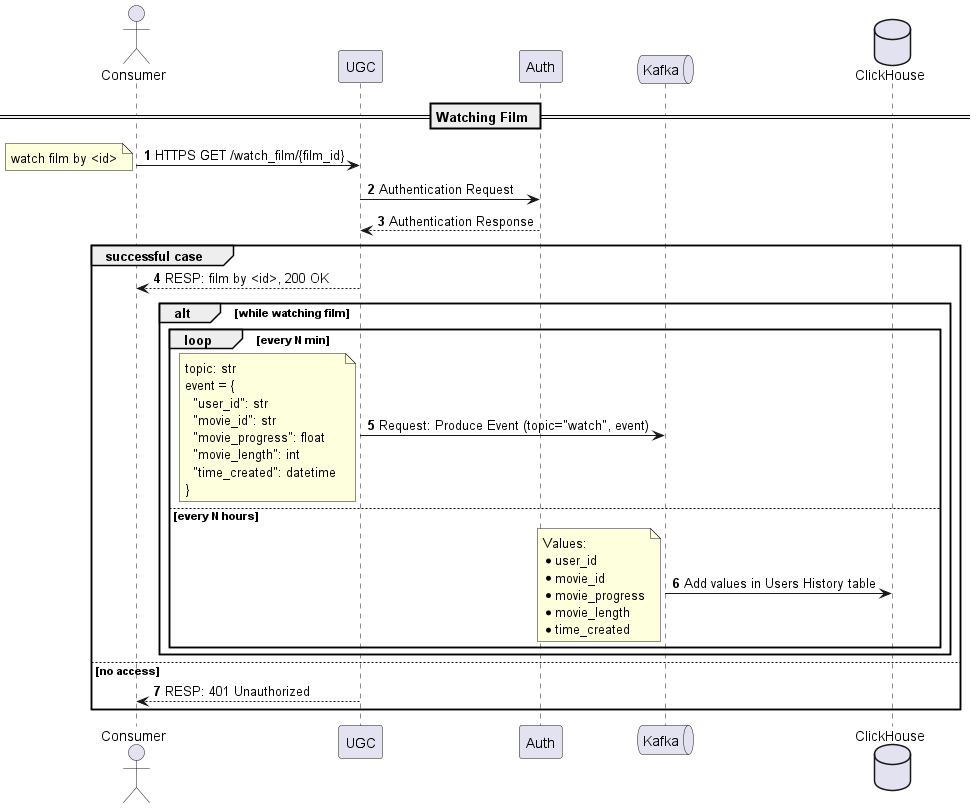 Consumer
UGC
Auth
Kafka
ClickHouse
Watching Film
watch film by <id>
1 HTTPS GET /watch_film/{film_id}
2 Authentication Request
3 Authentication Response
successful case
4 RESP: film by <id>, 200 OK
alt [while watching film]
loop [every N min]
topic: str
event = {
"user_id": str
"movie_id": str
"movie_progress": float
"movie_length": int
"time_created": datetime
}
5 Request: Produce Event (topic="watch", event)
[every N hours]
Values:
• user_id
• movie_id
• movie_progress
• movie_length
• time_created
6 Add values in Users History table
[no access]
7 RESP: 401 Unauthorized
Consumer
UGC
Auth
Kafka
ClickHouse